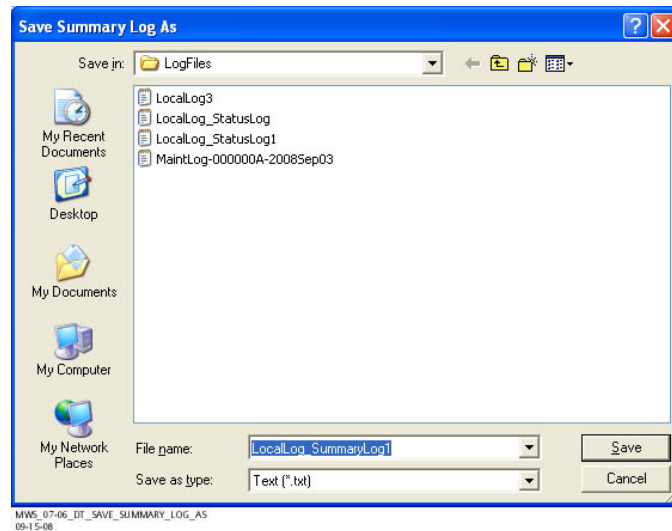 Save Summary Log As
Save in: LogFiles
My Recent Documents
Desktop
My Documents
My Computer
My Network Places
LocalLog3
LocalLog_StatusLog
LocalLog_StatusLog1
MaintLog-000000A-2008Sep03
File name: LocalLog_SummaryLog1 Save
Save as type: Text (*.txt) Cancel
MWS_07-06_DT_SAVE_SUMMARY_LOG_AS
09-15-08